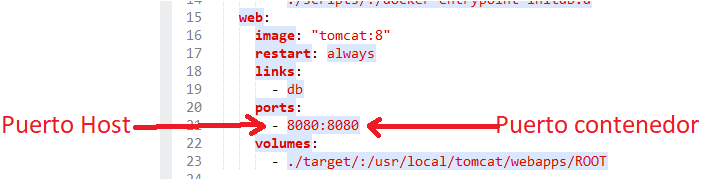 14 ./scripts/:/docker-entrypoint-initdb.d
15 web:
16 image: "tomcat:8"
17 restart: always
18 links:
19 - db
20 ports:
Puerto Host 21 - 8080:8080 Puerto contenedor
22 volumes:
23 - ./target/:/usr/local/tomcat/webapps/ROOT
24